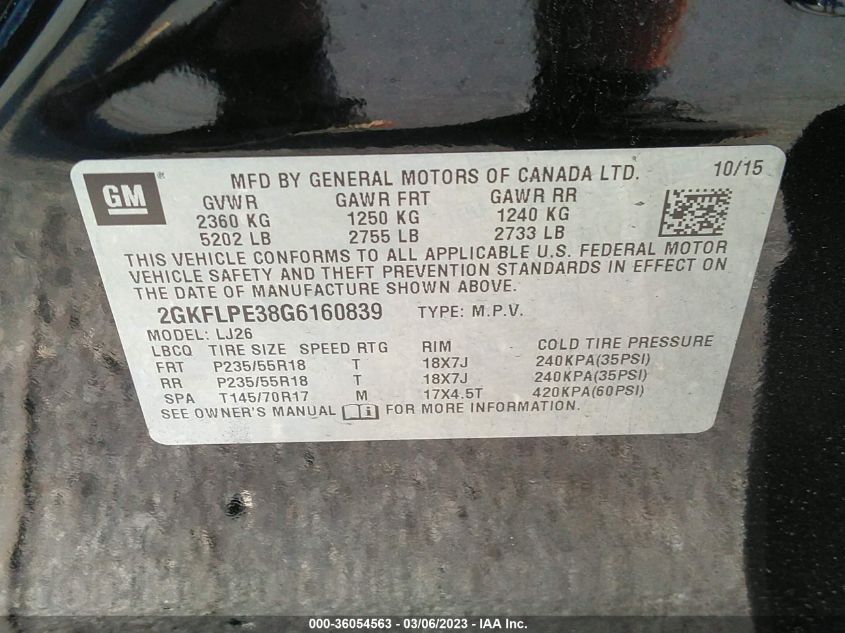 GM
MFD BY GENERAL MOTORS OF CANADA LTD. 10/15
GVWR GAWR FRT GAWR RR
2360 KG 1250 KG 1240 KG
5202 LB 2755 LB 2733 LB
THIS VEHICLE CONFORMS TO ALL APPLICABLE U.S. FEDERAL MOTOR
VEHICLE SAFETY AND THEFT PREVENTION STANDARDS IN EFFECT ON
THE DATE OF MANUFACTURE SHOWN ABOVE.
2GKFLPE38G6160839 TYPE: M.P.V.
MODEL: LJ26
LBCQ TIRE SIZE SPEED RTG RIM COLD TIRE PRESSURE
FRT P235/55R18 T 18X7J 240KPA(35PSI)
RR P235/55R18 T 18X7J 240KPA(35PSI)
SPA T145/70R17 M 17X4.5T 420KPA(60PSI)
SEE OWNER'S MANUAL FOR MORE INFORMATION.
000-36054563 - 03/06/2023 - IAA Inc.